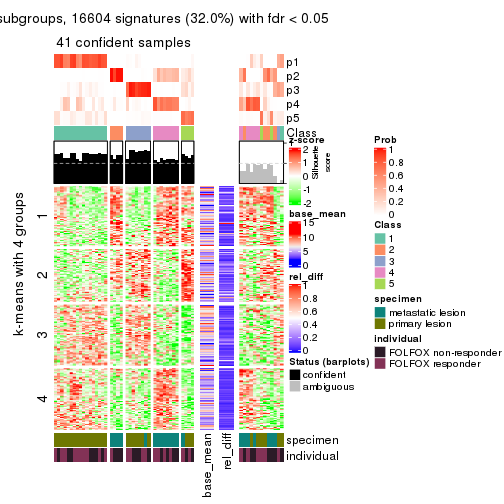 subgroups, 16604 signatures (32.0%) with fdr < 0.05
41 confident samples
p1
p2
p3
p4
p5
Class
1
0.5
0
Silhouette score
k-means with 4 groups
1
2
3
4
specimen
individual
base_mean
rel_diff
z-score
2
1
0
-1
-2
base_mean
15
10
5
0
rel_diff
1
0.8
0.6
0.4
0.2
0
Status (barplots)
confident
ambiguous
Prob
1
0.8
0.6
0.4
0.2
0
Class
1
2
3
4
5
specimen
metastatic lesion
primary lesion
individual
FOLFOX non-responder
FOLFOX responder